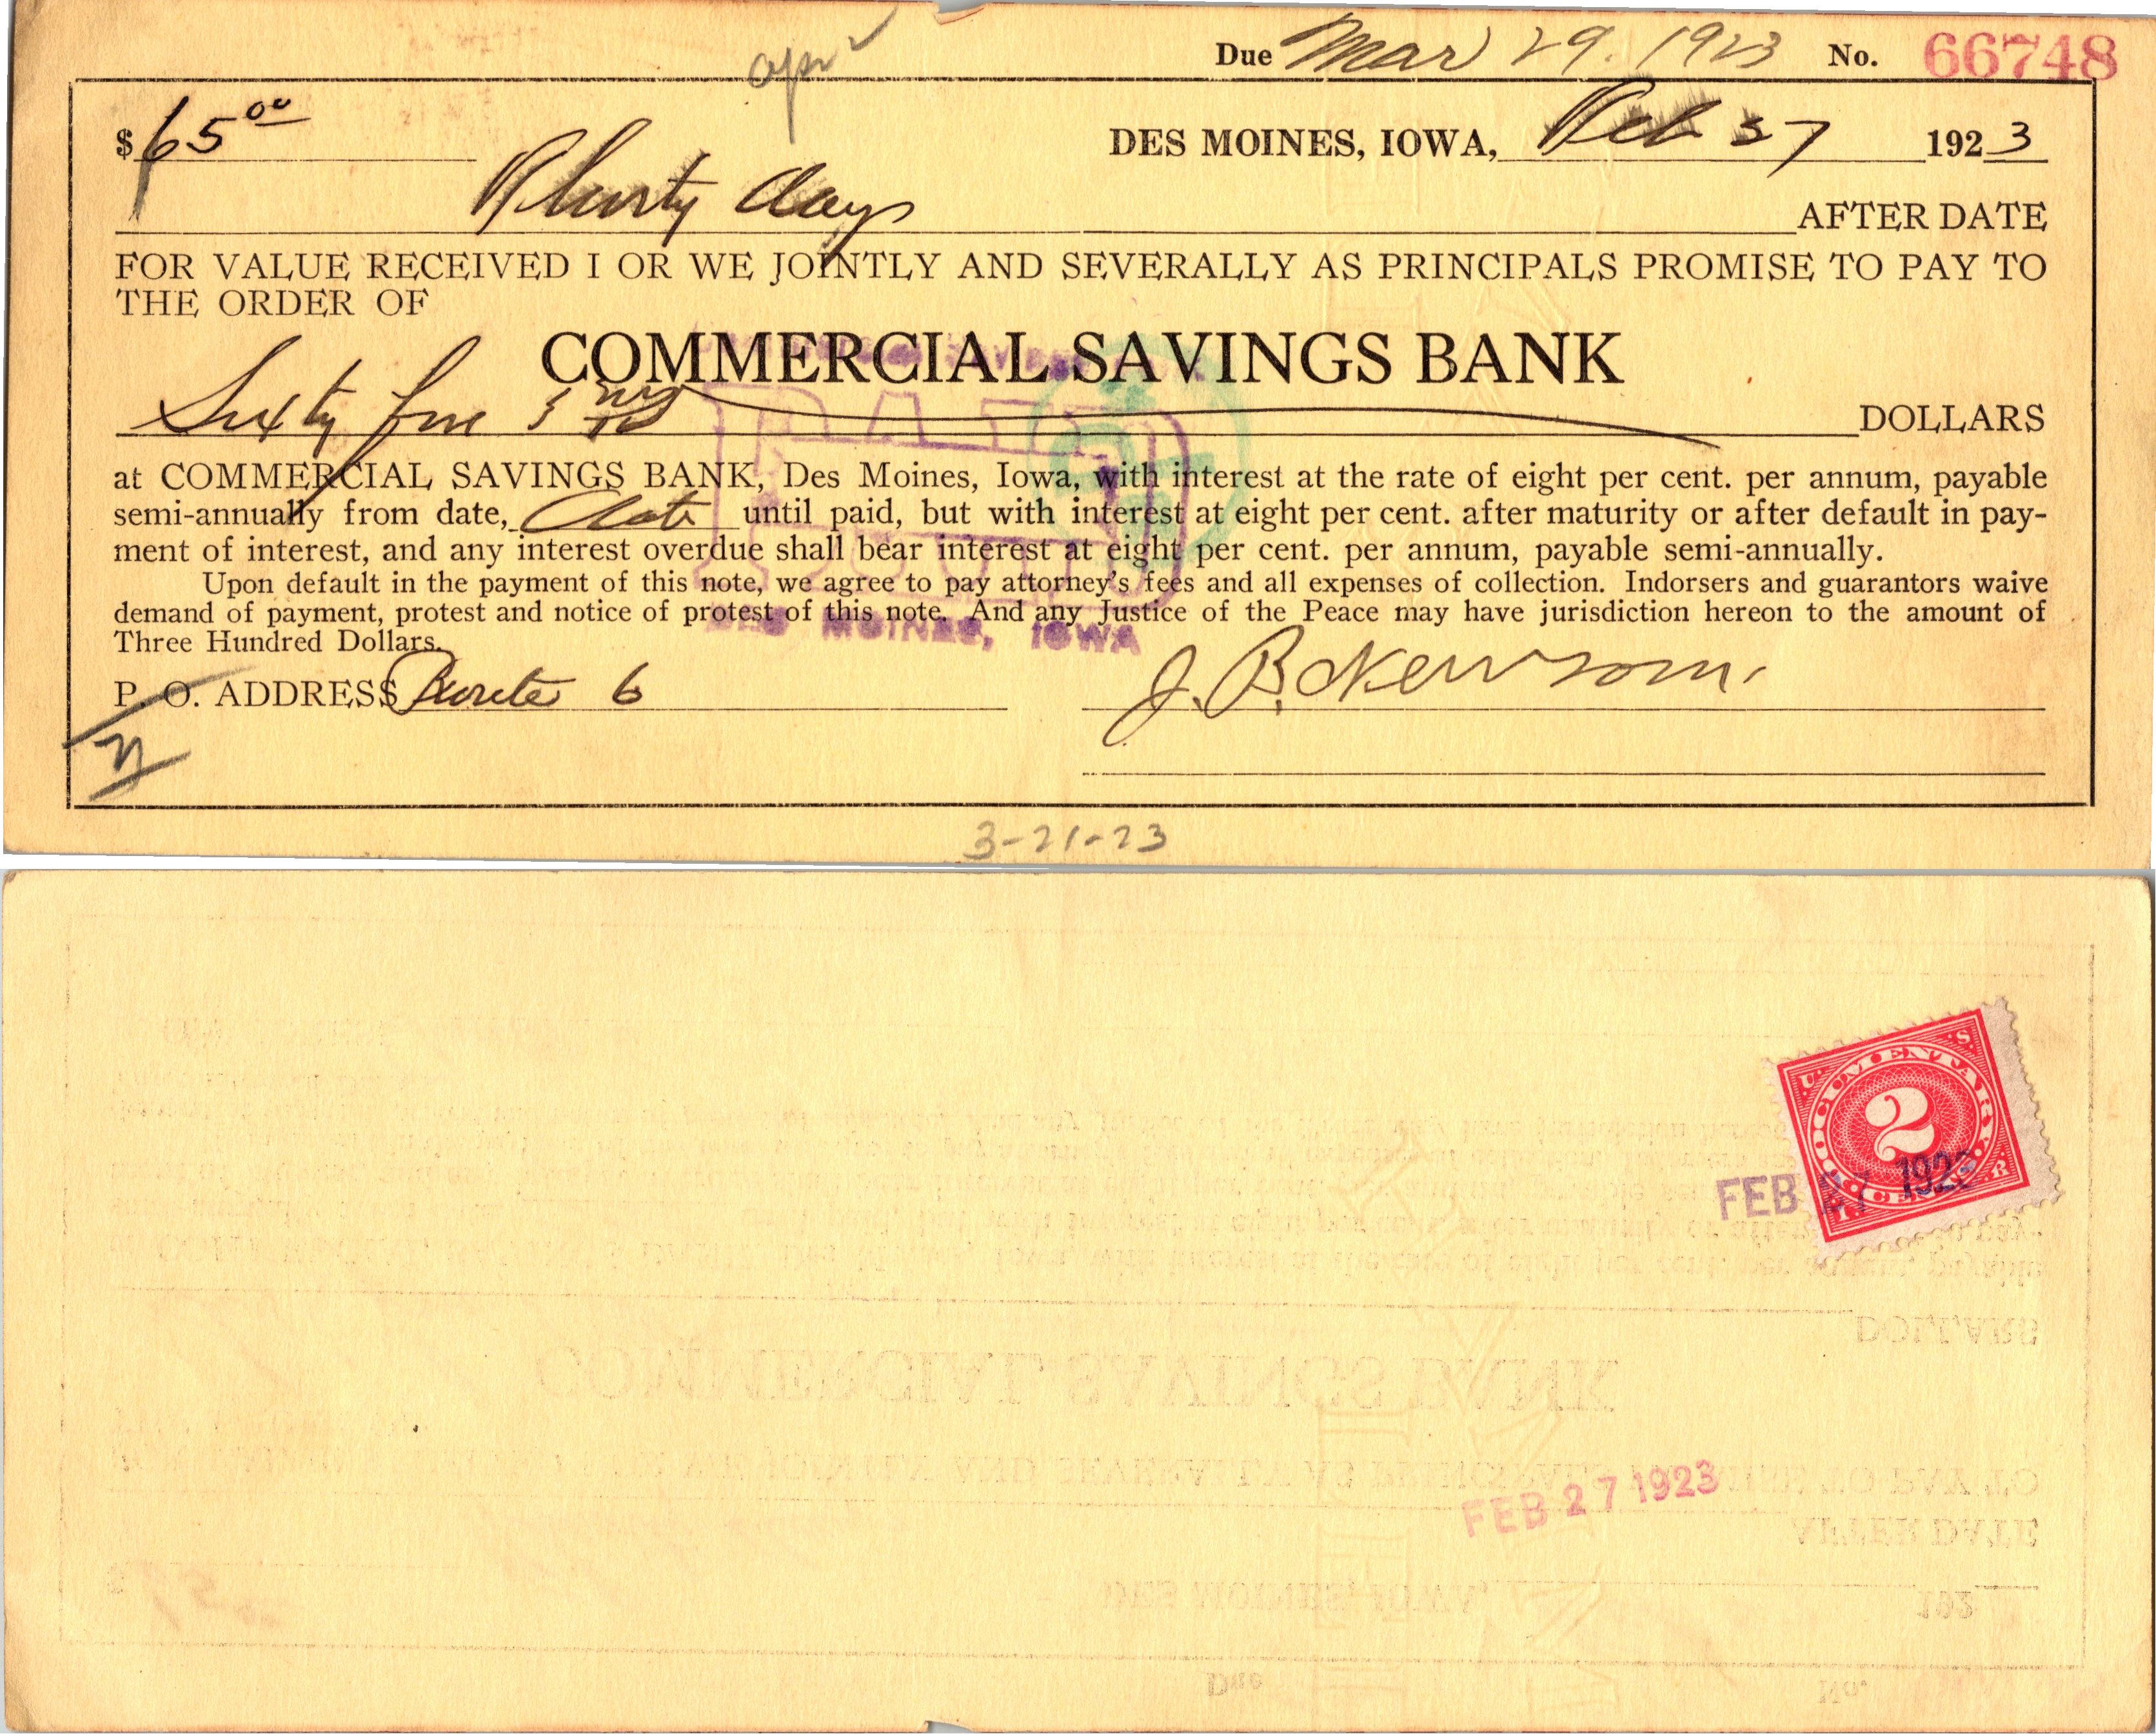 apr
Due Mar 29. 1923 No. 66748
$ 65 00
DES MOINES, IOWA, Feb 27 1923
Thirty days AFTER DATE
FOR VALUE RECEIVED I OR WE JOINTLY AND SEVERALLY AS PRINCIPALS PROMISE TO PAY TO
THE ORDER OF
COMMERCIAL SAVINGS BANK
Sixty five & no/100 DOLLARS
at COMMERCIAL SAVINGS BANK, Des Moines, Iowa, with interest at the rate of eight per cent. per annum, payable
semi-annually from date, date until paid, but with interest at eight per cent. after maturity or after default in pay-
ment of interest, and any interest overdue shall bear interest at eight per cent. per annum, payable semi-annually.
Upon default in the payment of this note, we agree to pay attorney's fees and all expenses of collection. Indorsers and guarantors waive
demand of payment, protest and notice of protest of this note. And any Justice of the Peace may have jurisdiction hereon to the amount of
Three Hundred Dollars.
PAID
DES MOINES, IOWA
P. O. ADDRESS Route 6
J. B. Newsom.
3-21-23
U. S. I. R.
DOCUMENTARY
2
CENTS
FEB 27 1923
FEB 27 1923